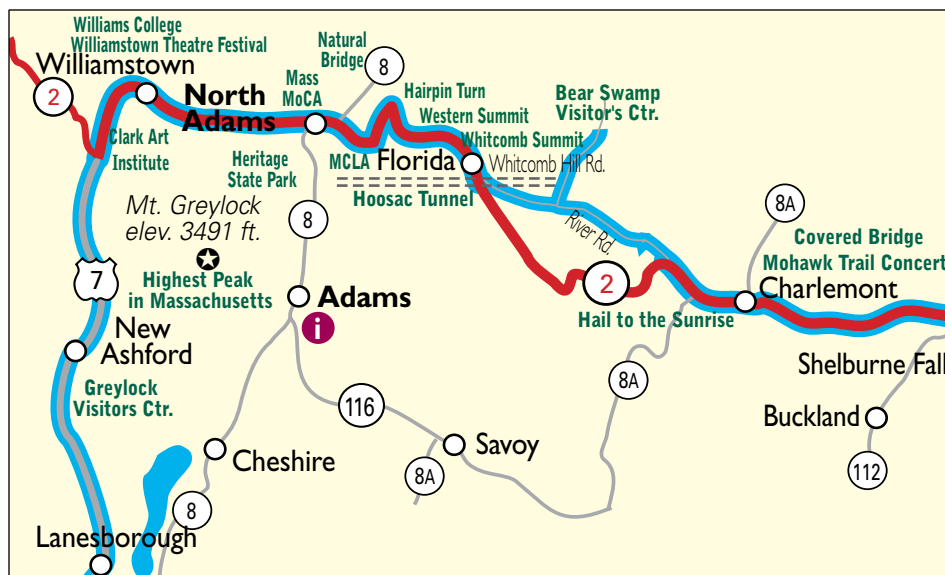 Williams College
Williamstown Theatre Festival
Williamstown
2
Natural
Bridge
8
Mass
MoCA
North
Adams
Hairpin Turn
Western Summit
Whitcomb Summit
Bear Swamp
Visitor's Ctr.
Clark Art
Institute
Heritage
State Park
MCLA
Florida
Whitcomb Hill Rd.
Hoosac Tunnel
Mt. Greylock
elev. 3491 ft.
8
River Rd.
8A
Covered Bridge
Mohawk Trail Concert
7
Highest Peak
in Massachusetts
Adams
i
2
Charlemont
Hail to the Sunrise
New
Ashford
Shelburne Fall
Greylock
Visitors Ctr.
116
8A
Buckland
Savoy
Cheshire
8A
112
8
Lanesborough